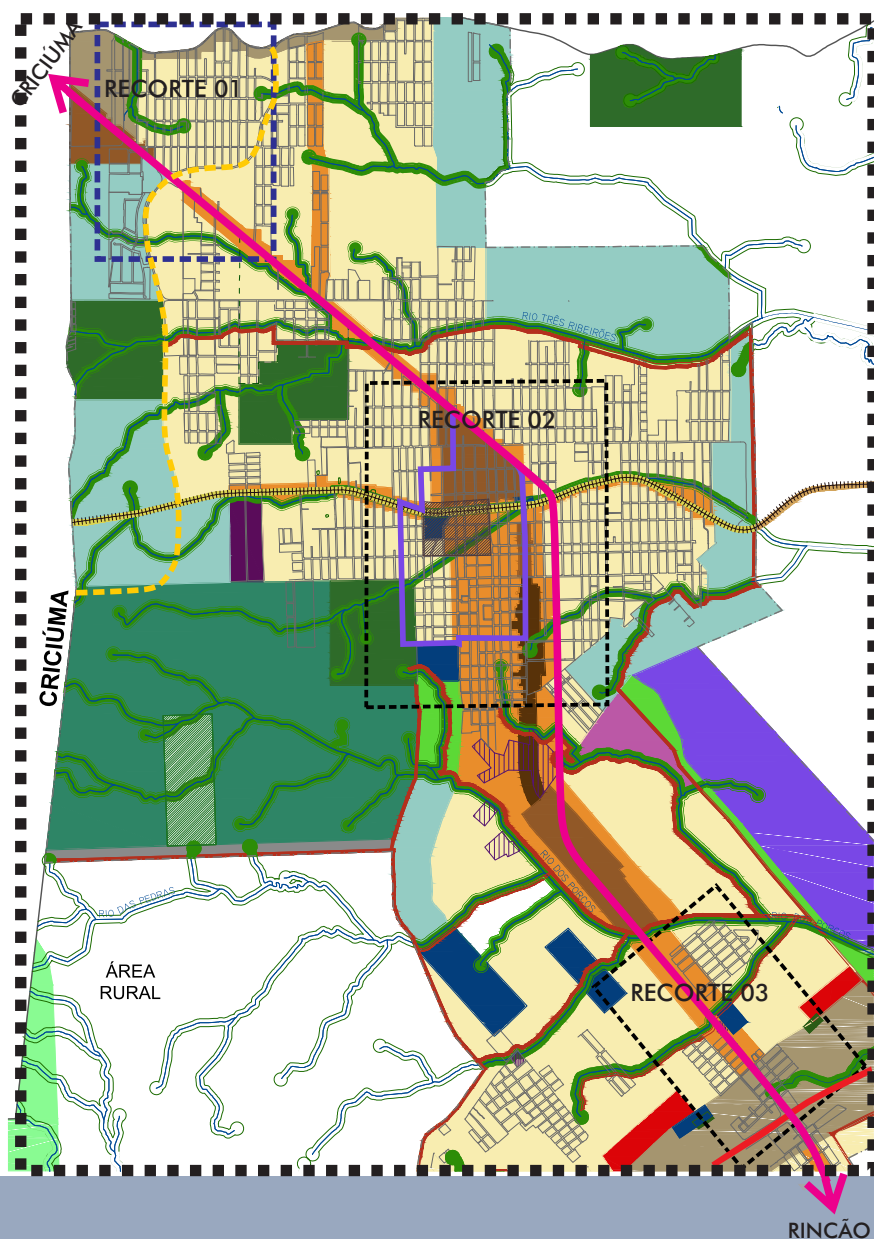 CRICIÚMA
RECORTE 01
RIO TRÊS RIBEIRÕES
RECORTE 02
CRICIÚMA
RIO DOS PORCOS
RIO DAS PEDRAS
ÁREA
RURAL
RECORTE 03
RINCÃO